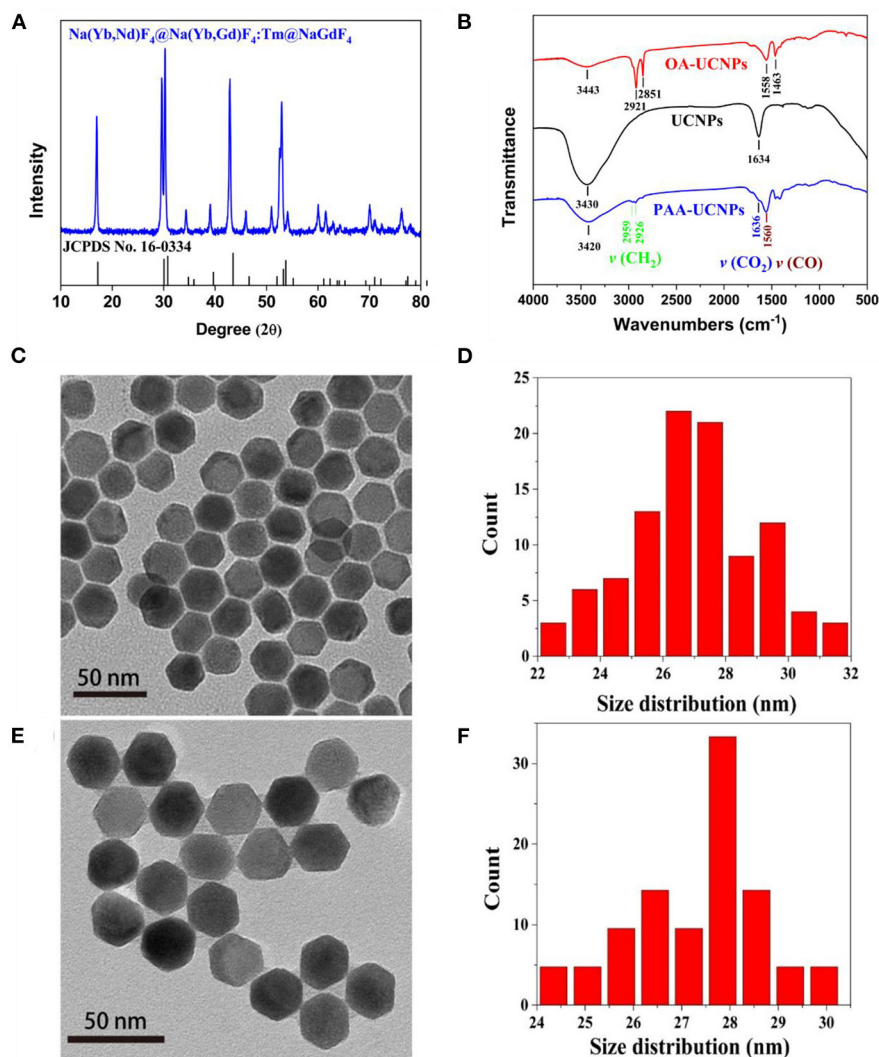 A
Na(Yb,Nd)F₄@Na(Yb,Gd)F₄:Tm@NaGdF₄
Intensity
JCPDS No. 16-0334
10 20 30 40 50 60 70 80
Degree (2θ)
B
Transmittance
OA-UCNPs
3443
2921
2851
1558
1463
UCNPs
3430
1634
PAA-UCNPs
3420
2959
2926
1636
1560
ν (CH₂)
ν (CO₂) ν (CO)
4000 3500 3000 2500 2000 1500 1000 500
Wavenumbers (cm⁻¹)
C
50 nm
D
Count
25
20
15
10
5
0
22 24 26 28 30 32
Size distribution (nm)
E
50 nm
F
Count
30
20
10
0
24 25 26 27 28 29 30
Size distribution (nm)